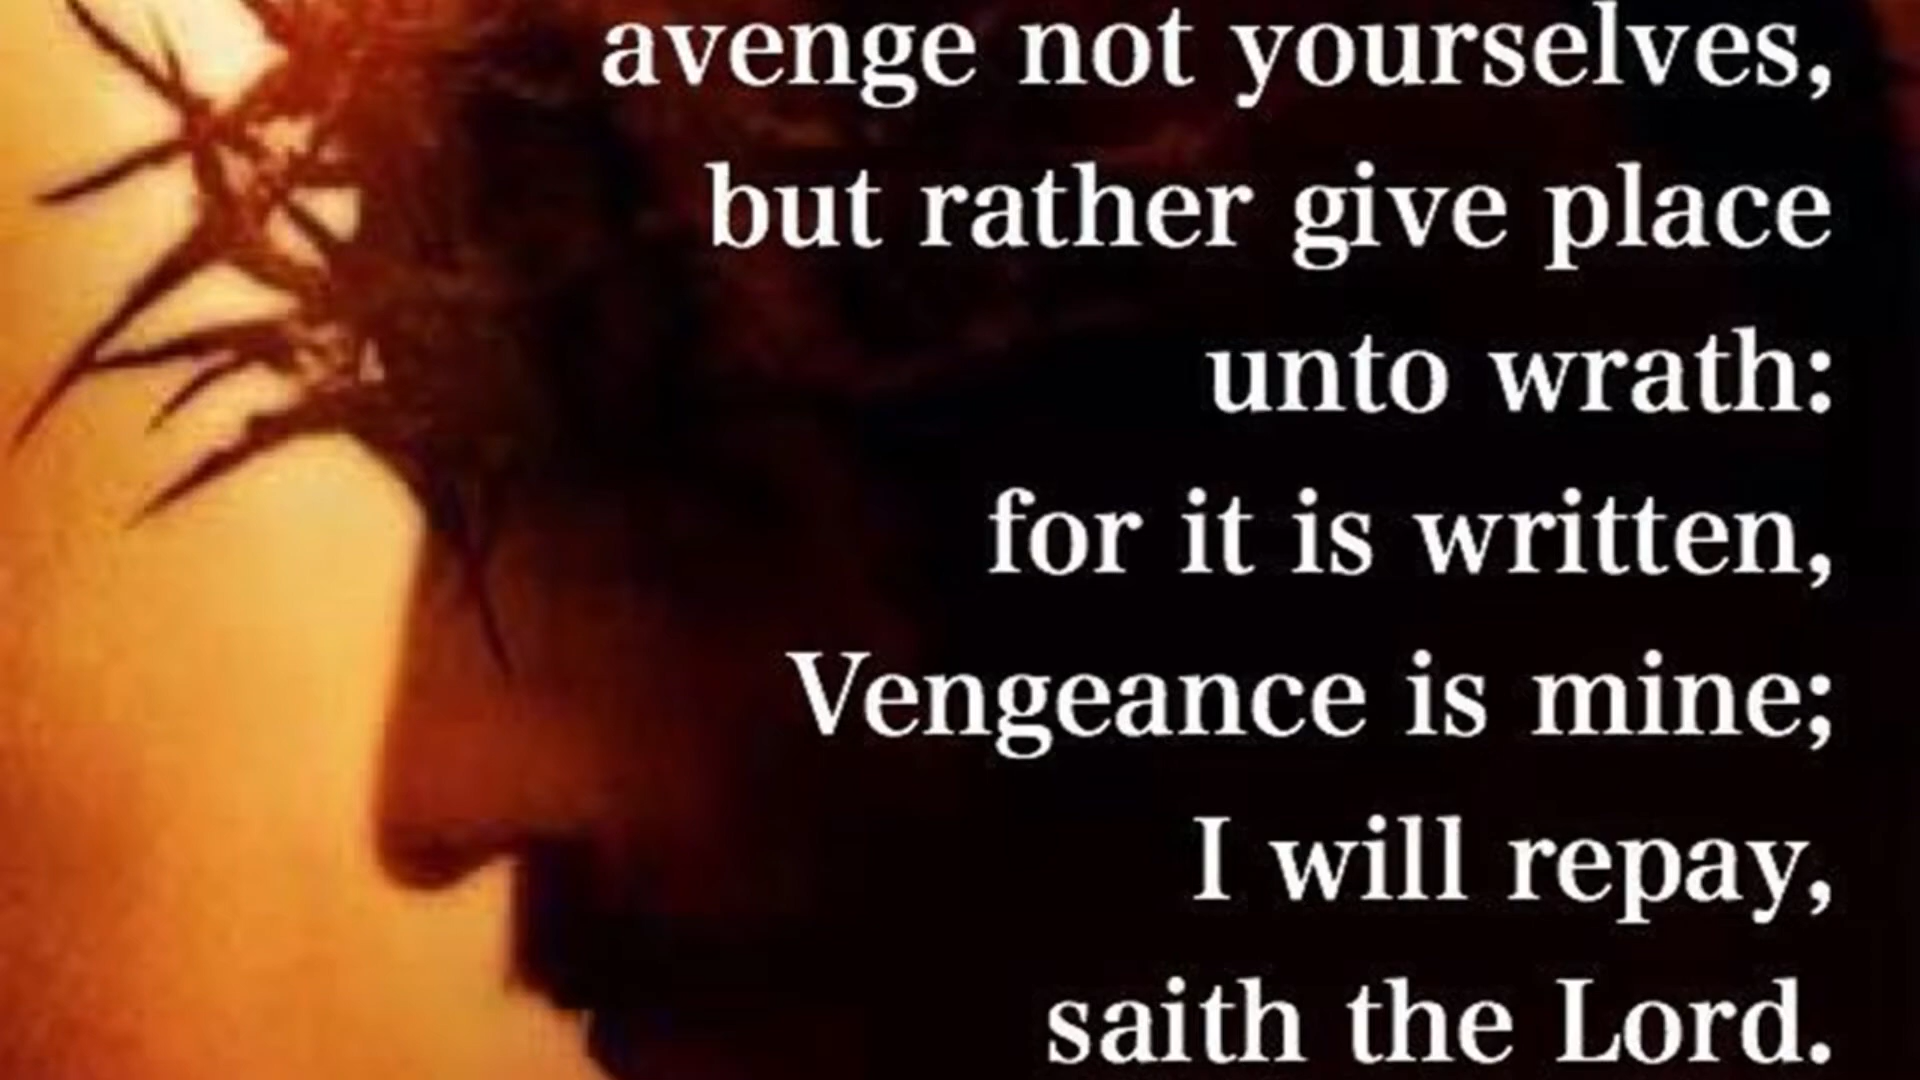 avenge not yourselves,
but rather give place
unto wrath:
for it is written,
Vengeance is mine;
I will repay,
saith the Lord.